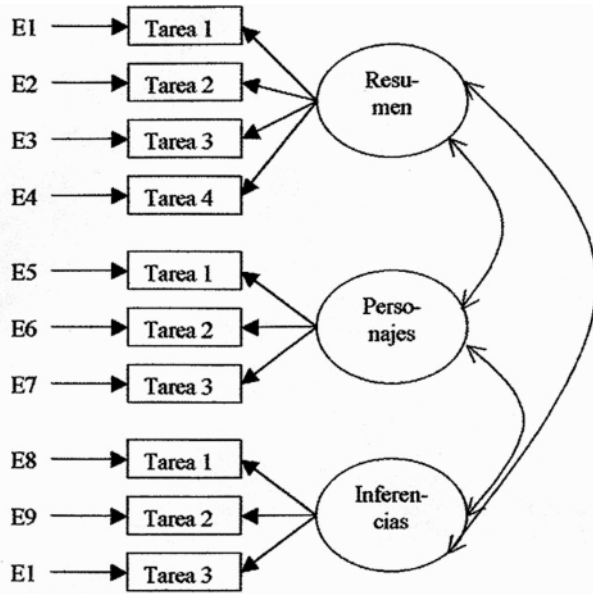 E1 Tarea 1
E2 Tarea 2
E3 Tarea 3
E4 Tarea 4
Resu-
men
E5 Tarea 1
E6 Tarea 2
E7 Tarea 3
Perso-
najes
E8 Tarea 1
E9 Tarea 2
E1 Tarea 3
Inferen-
cias